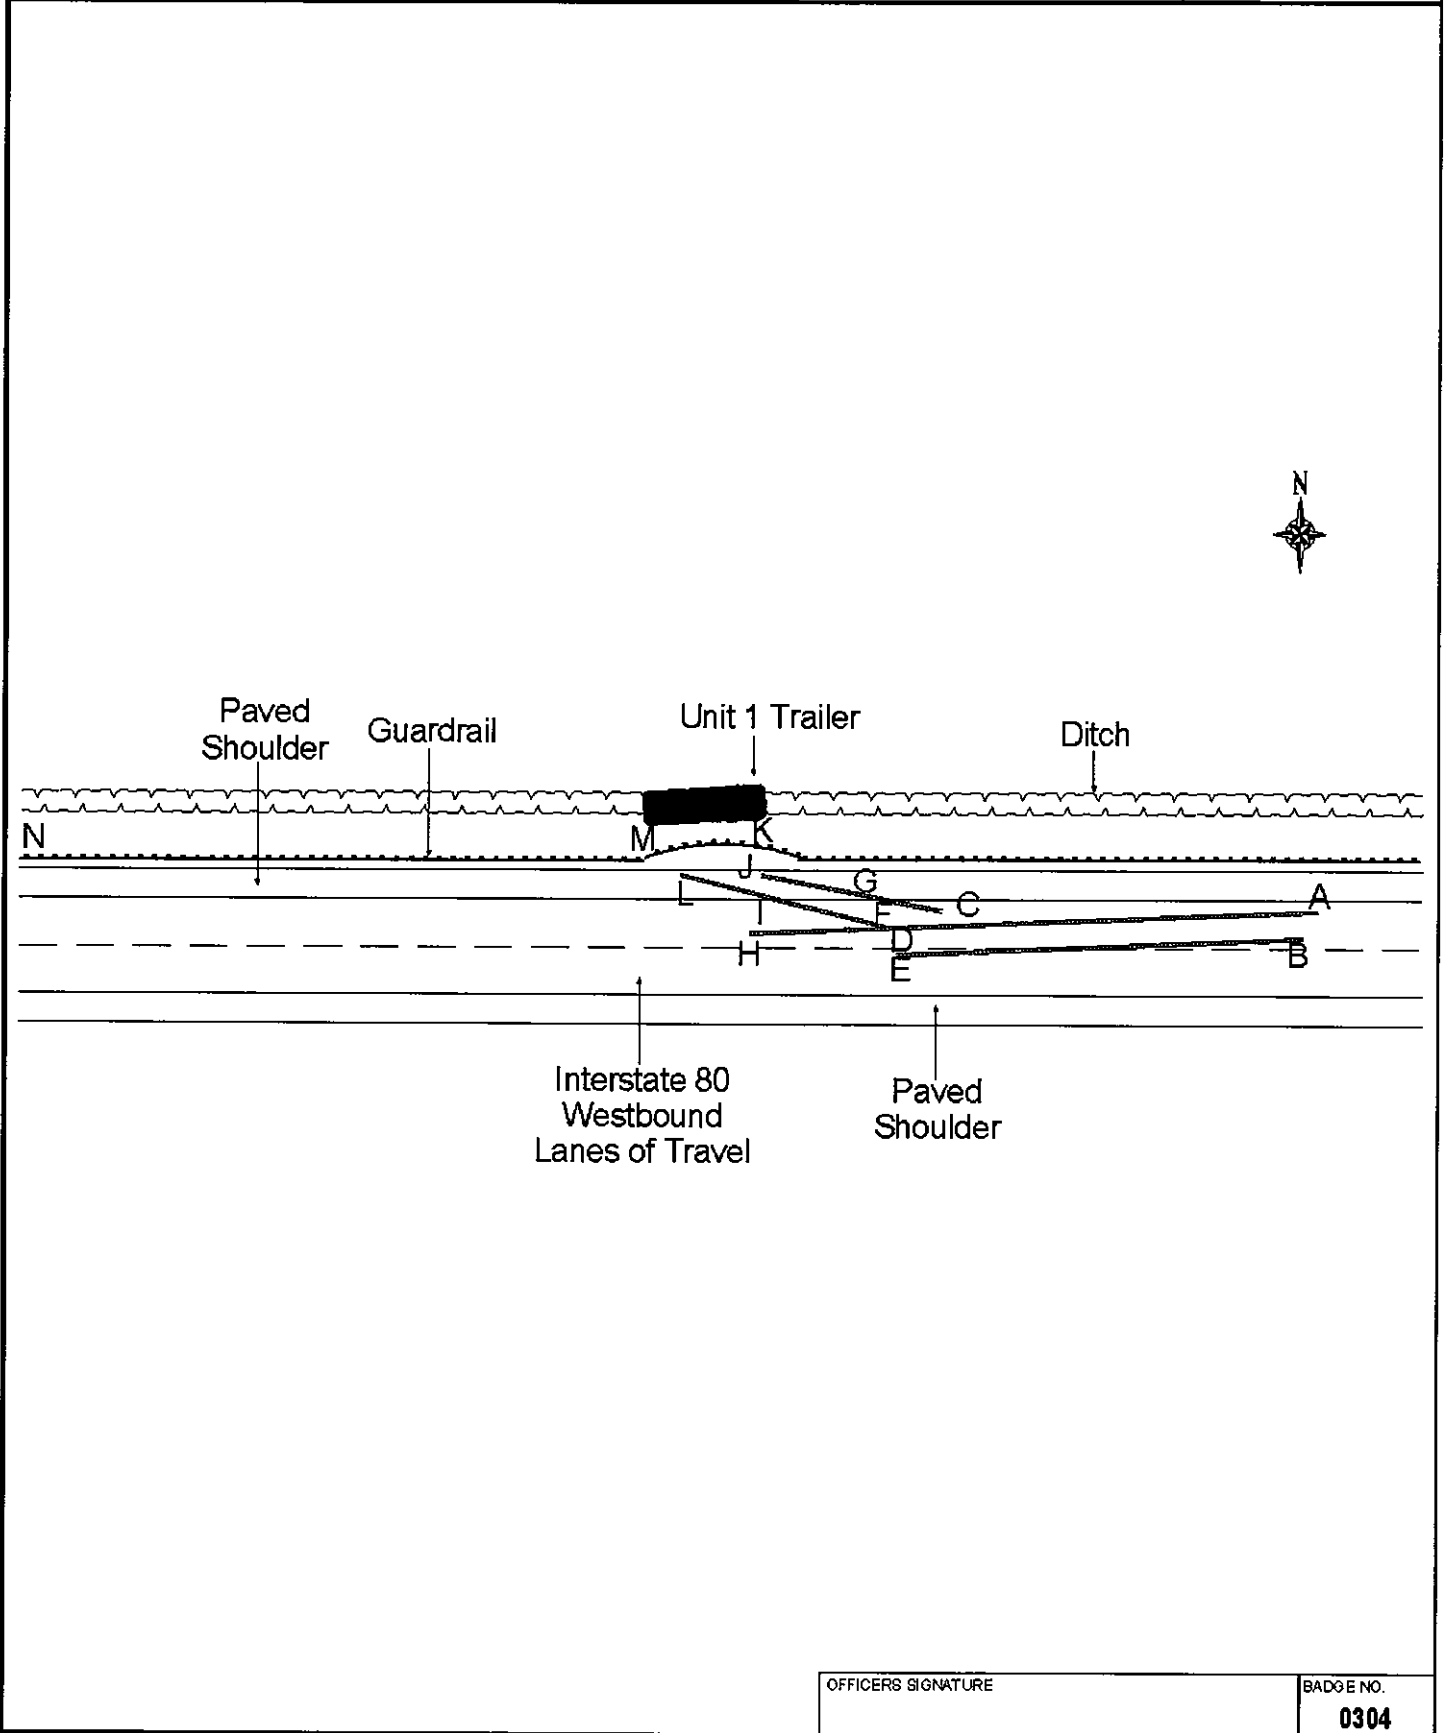 N
Paved
Shoulder
Guardrail
Unit 1 Trailer
Ditch
N
M
K
J
L
G
C
A
I
F
H
D
E
B
Interstate 80
Westbound
Lanes of Travel
Paved
Shoulder
OFFICERS SIGNATURE
BADGE NO.
0304